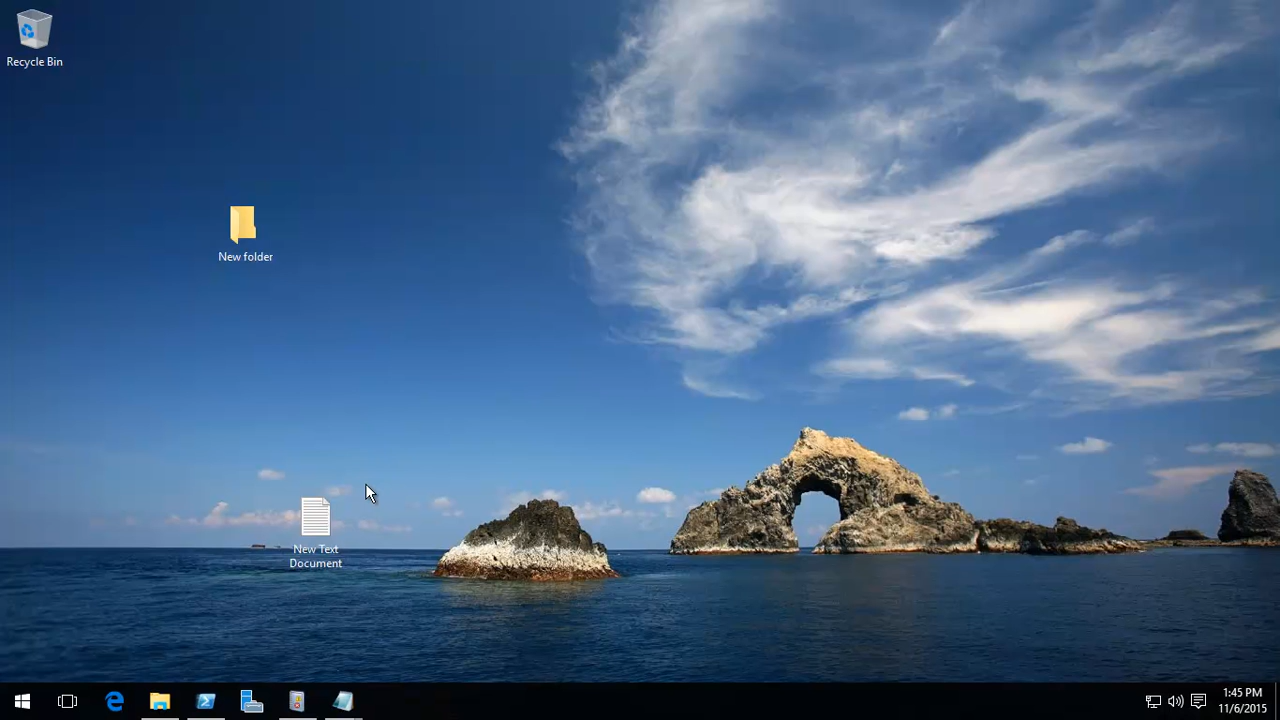 Recycle Bin
New folder
New Text
Document
1:45 PM
11/6/2015